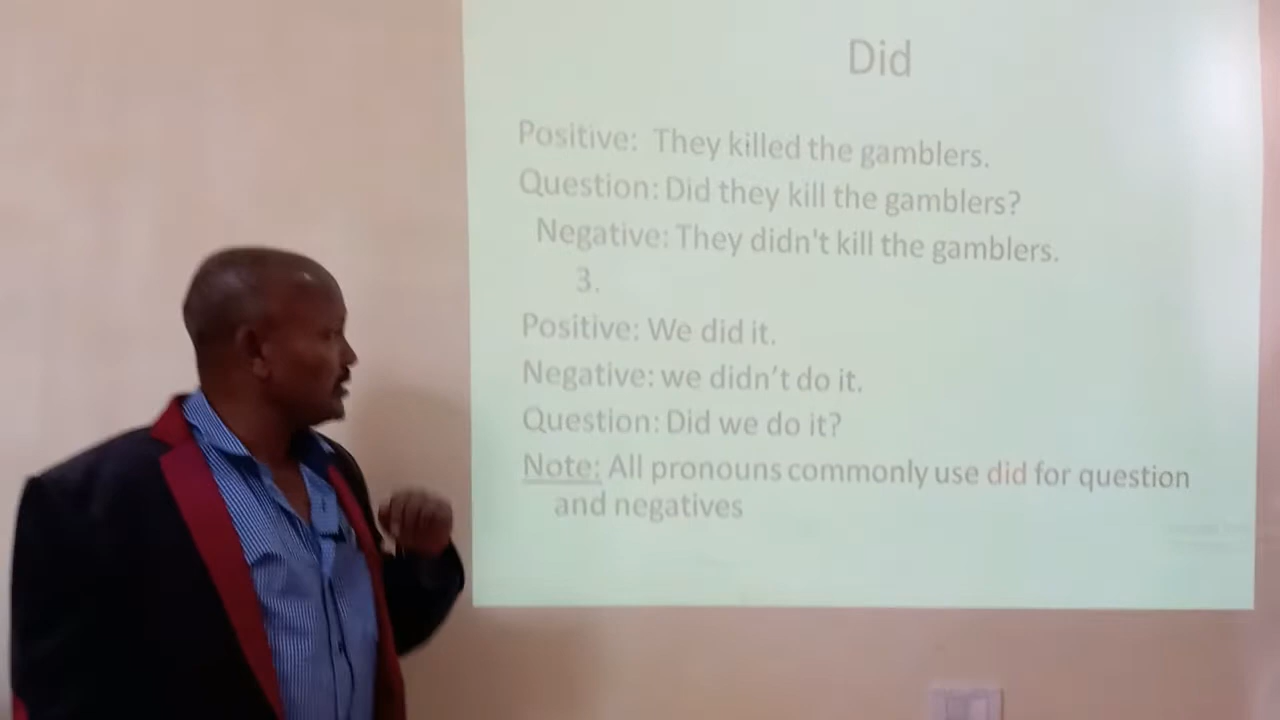 Did
Positive: They killed the gamblers.
Question: Did they kill the gamblers?
Negative: They didn't kill the gamblers.
3.
Positive: We did it.
Negative: we didn’t do it.
Question: Did we do it?
Note: All pronouns commonly use did for question
and negatives